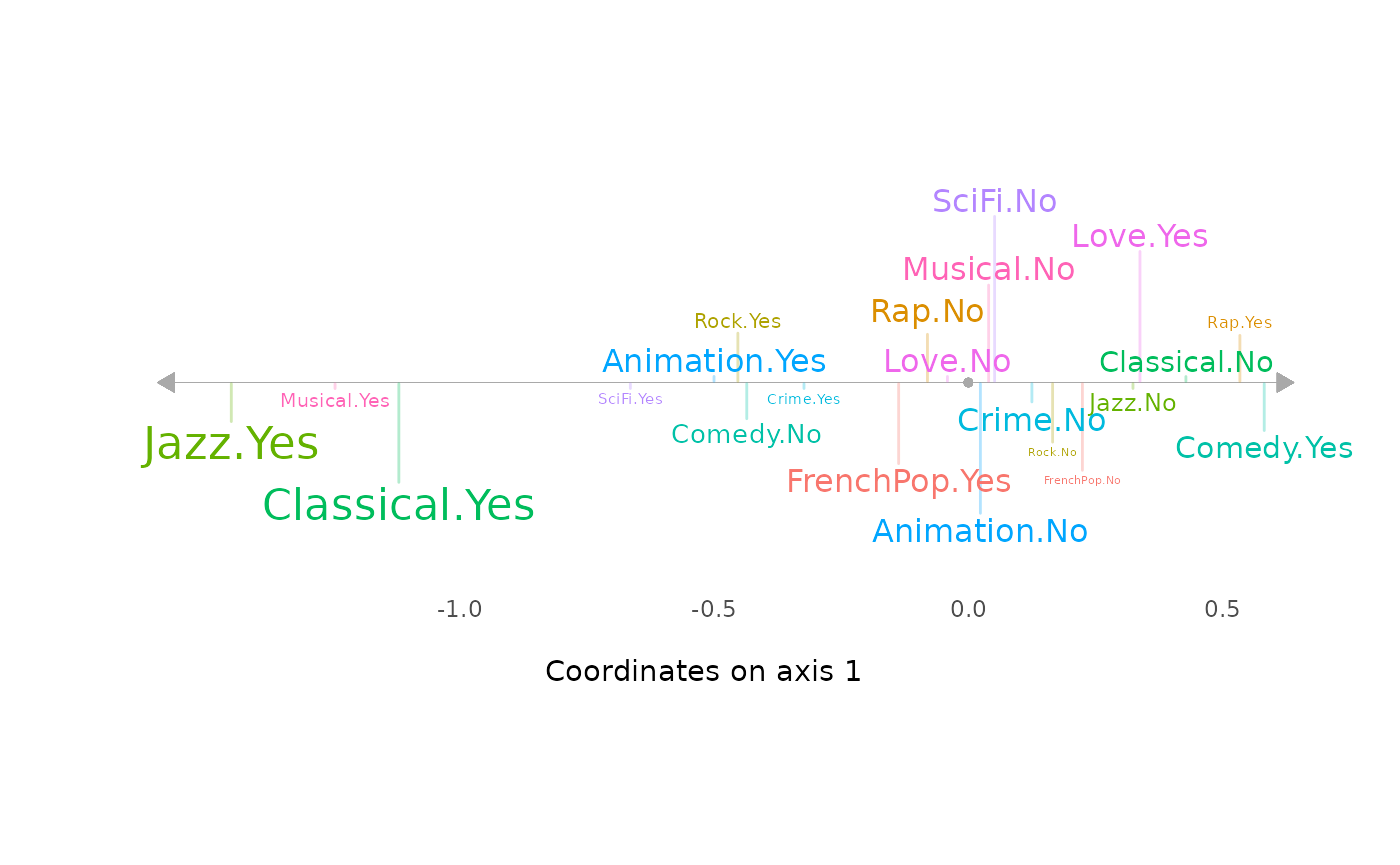 SciFi.No
Love.Yes
Musical.No
Rap.No
Rock.Yes
Rap.Yes
Animation.Yes
Love.No
Classical.No
Musical.Yes
SciFi.Yes
Crime.Yes
Jazz.No
Crime.No
Jazz.Yes
Comedy.No
Comedy.Yes
Rock.No
FrenchPop.Yes
FrenchPop.No
Classical.Yes
Animation.No
-1.0 -0.5 0.0 0.5
Coordinates on axis 1